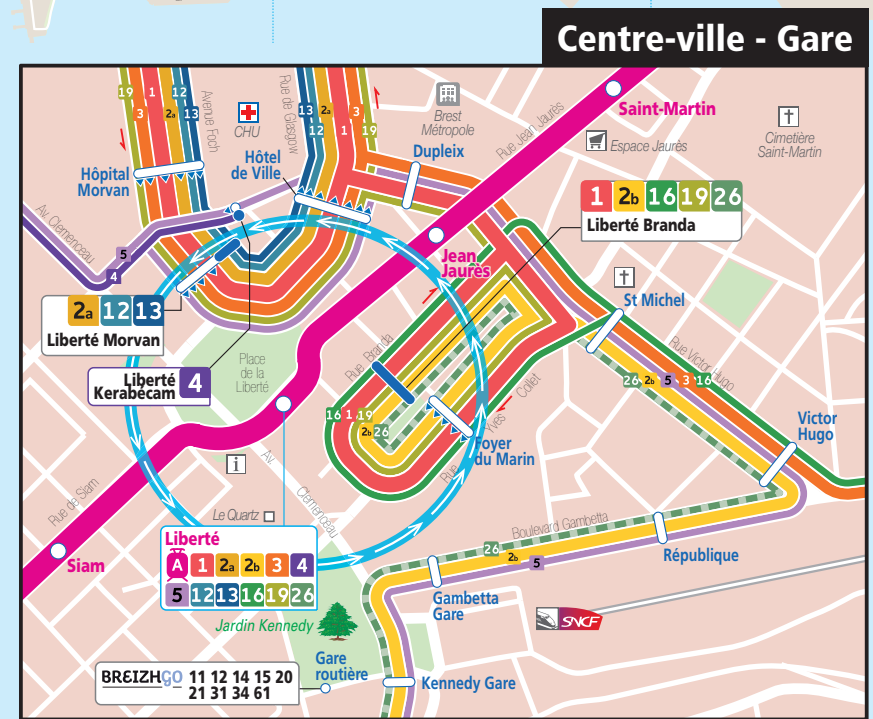 Centre-ville - Gare
19
3
1
2a
12
13
Avenue Foch
CHU
Rue de Glasgow
13
12
2a
1
3
19
Brest
Métropole
Rue Jean Jaurès
Saint-Martin
Espace Jaurès
Cimetière
Saint-Martin
Hôpital
Morvan
Hôtel
de Ville
Dupleix
1 2b 16 19 26
Liberté Branda
Av. Clemenceau
5
4
Jean
Jaurès
St Michel
2a 12 13
Liberté Morvan
Liberté
Kerabécam 4
Place
de la
Liberté
Rue Branda
Rue Victor Hugo
26 2b 5 3 16
16 1 19
2b 26
Rue Yves Collet
Foyer
du Marin
Victor
Hugo
i
Av. Clemenceau
Rue de Siam
Le Quartz
Siam
Liberté
A 1 2a 2b 3 4
5 12 13 16 19 26
Boulevard Gambetta
26
2b
5
République
Gambetta
Gare
SNCF
Jardin Kennedy
Gare
routière
BREIZHGO 11 12 14 15 20
21 31 34 61
Kennedy Gare